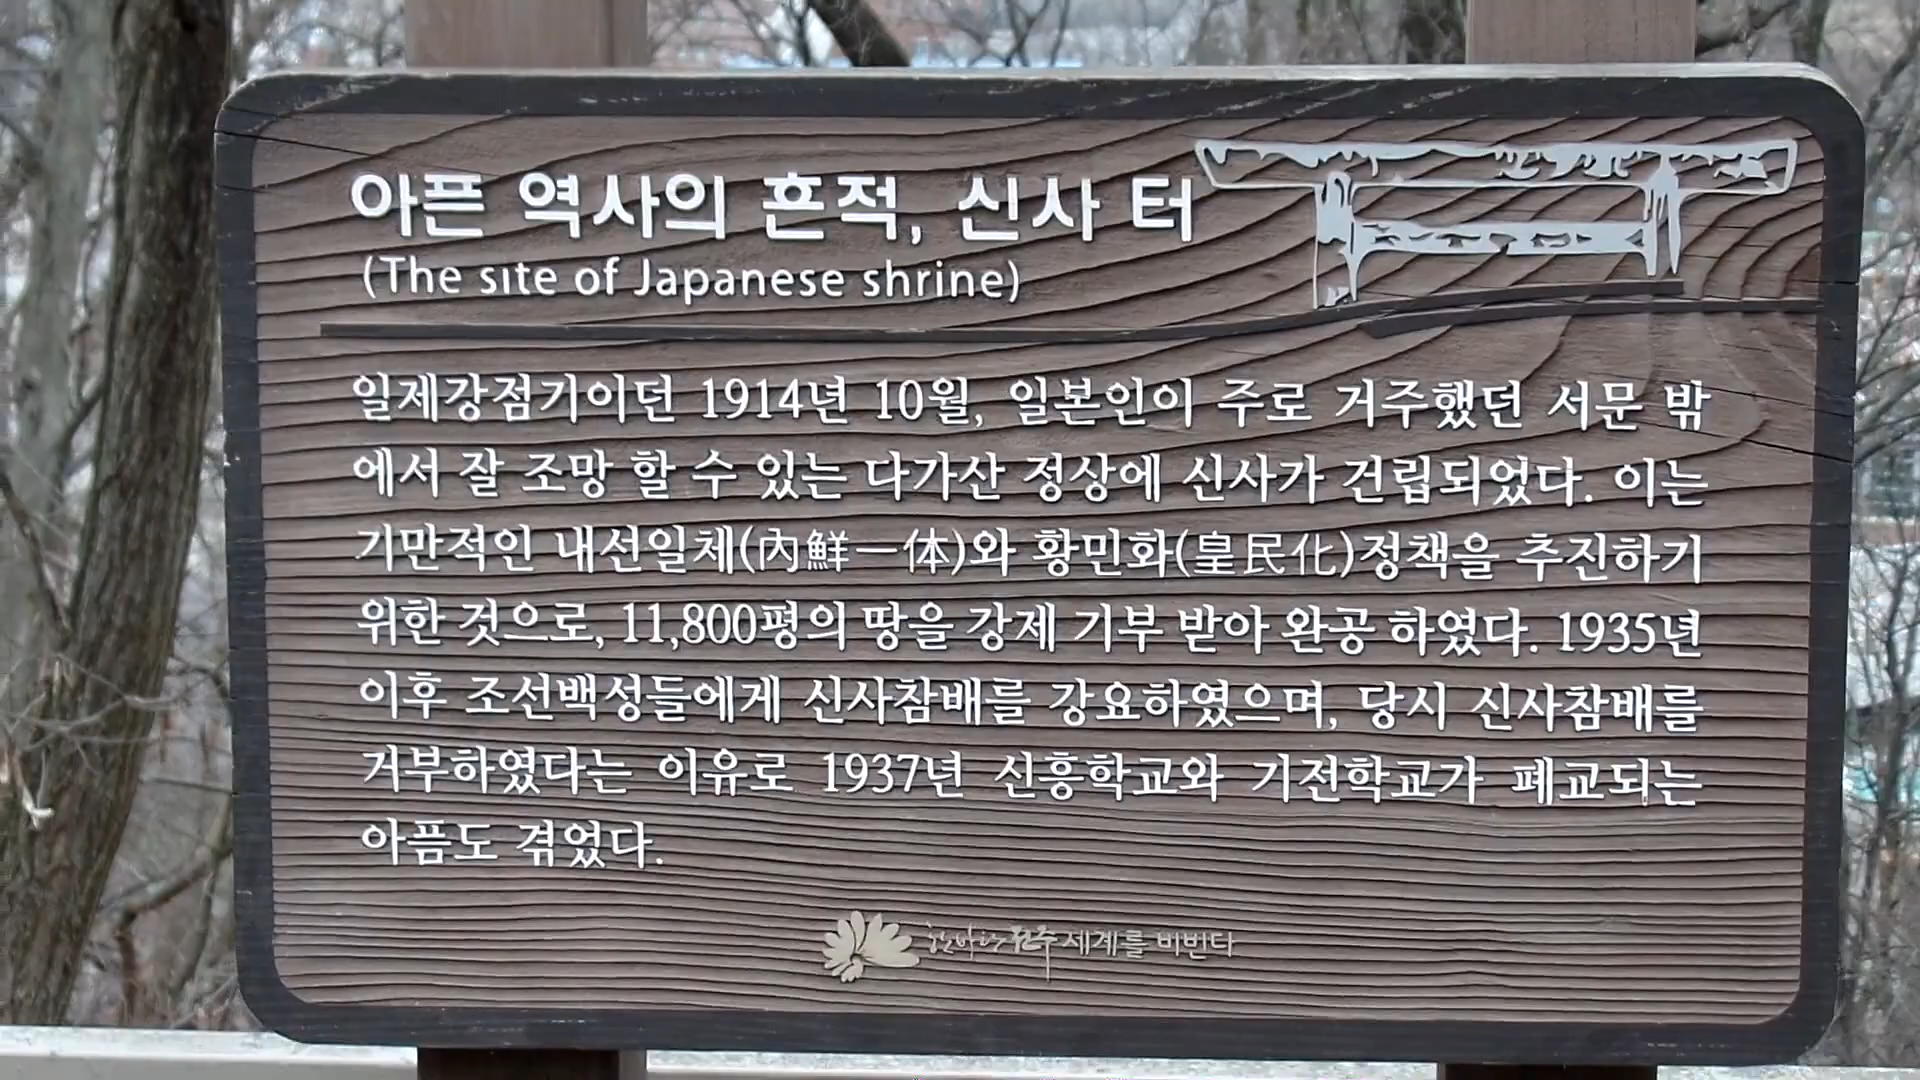 아픈 역사의 흔적, 신사 터
(The site of Japanese shrine)
일제강점기이던 1914년 10월, 일본인이 주로 거주했던 서문 밖
에서 잘 조망 할 수 있는 다가산 정상에 신사가 건립되었다. 이는
기만적인 내선일체(內鮮一体)와 황민화(皇民化)정책을 추진하기
위한 것으로, 11,800평의 땅을 강제 기부 받아 완공 하였다. 1935년
이후 조선백성들에게 신사참배를 강요하였으며, 당시 신사참배를
거부하였다는 이유로 1937년 신흥학교와 기전학교가 폐교되는
아픔도 겪었다.
한바탕 전주 세계를 비빈다